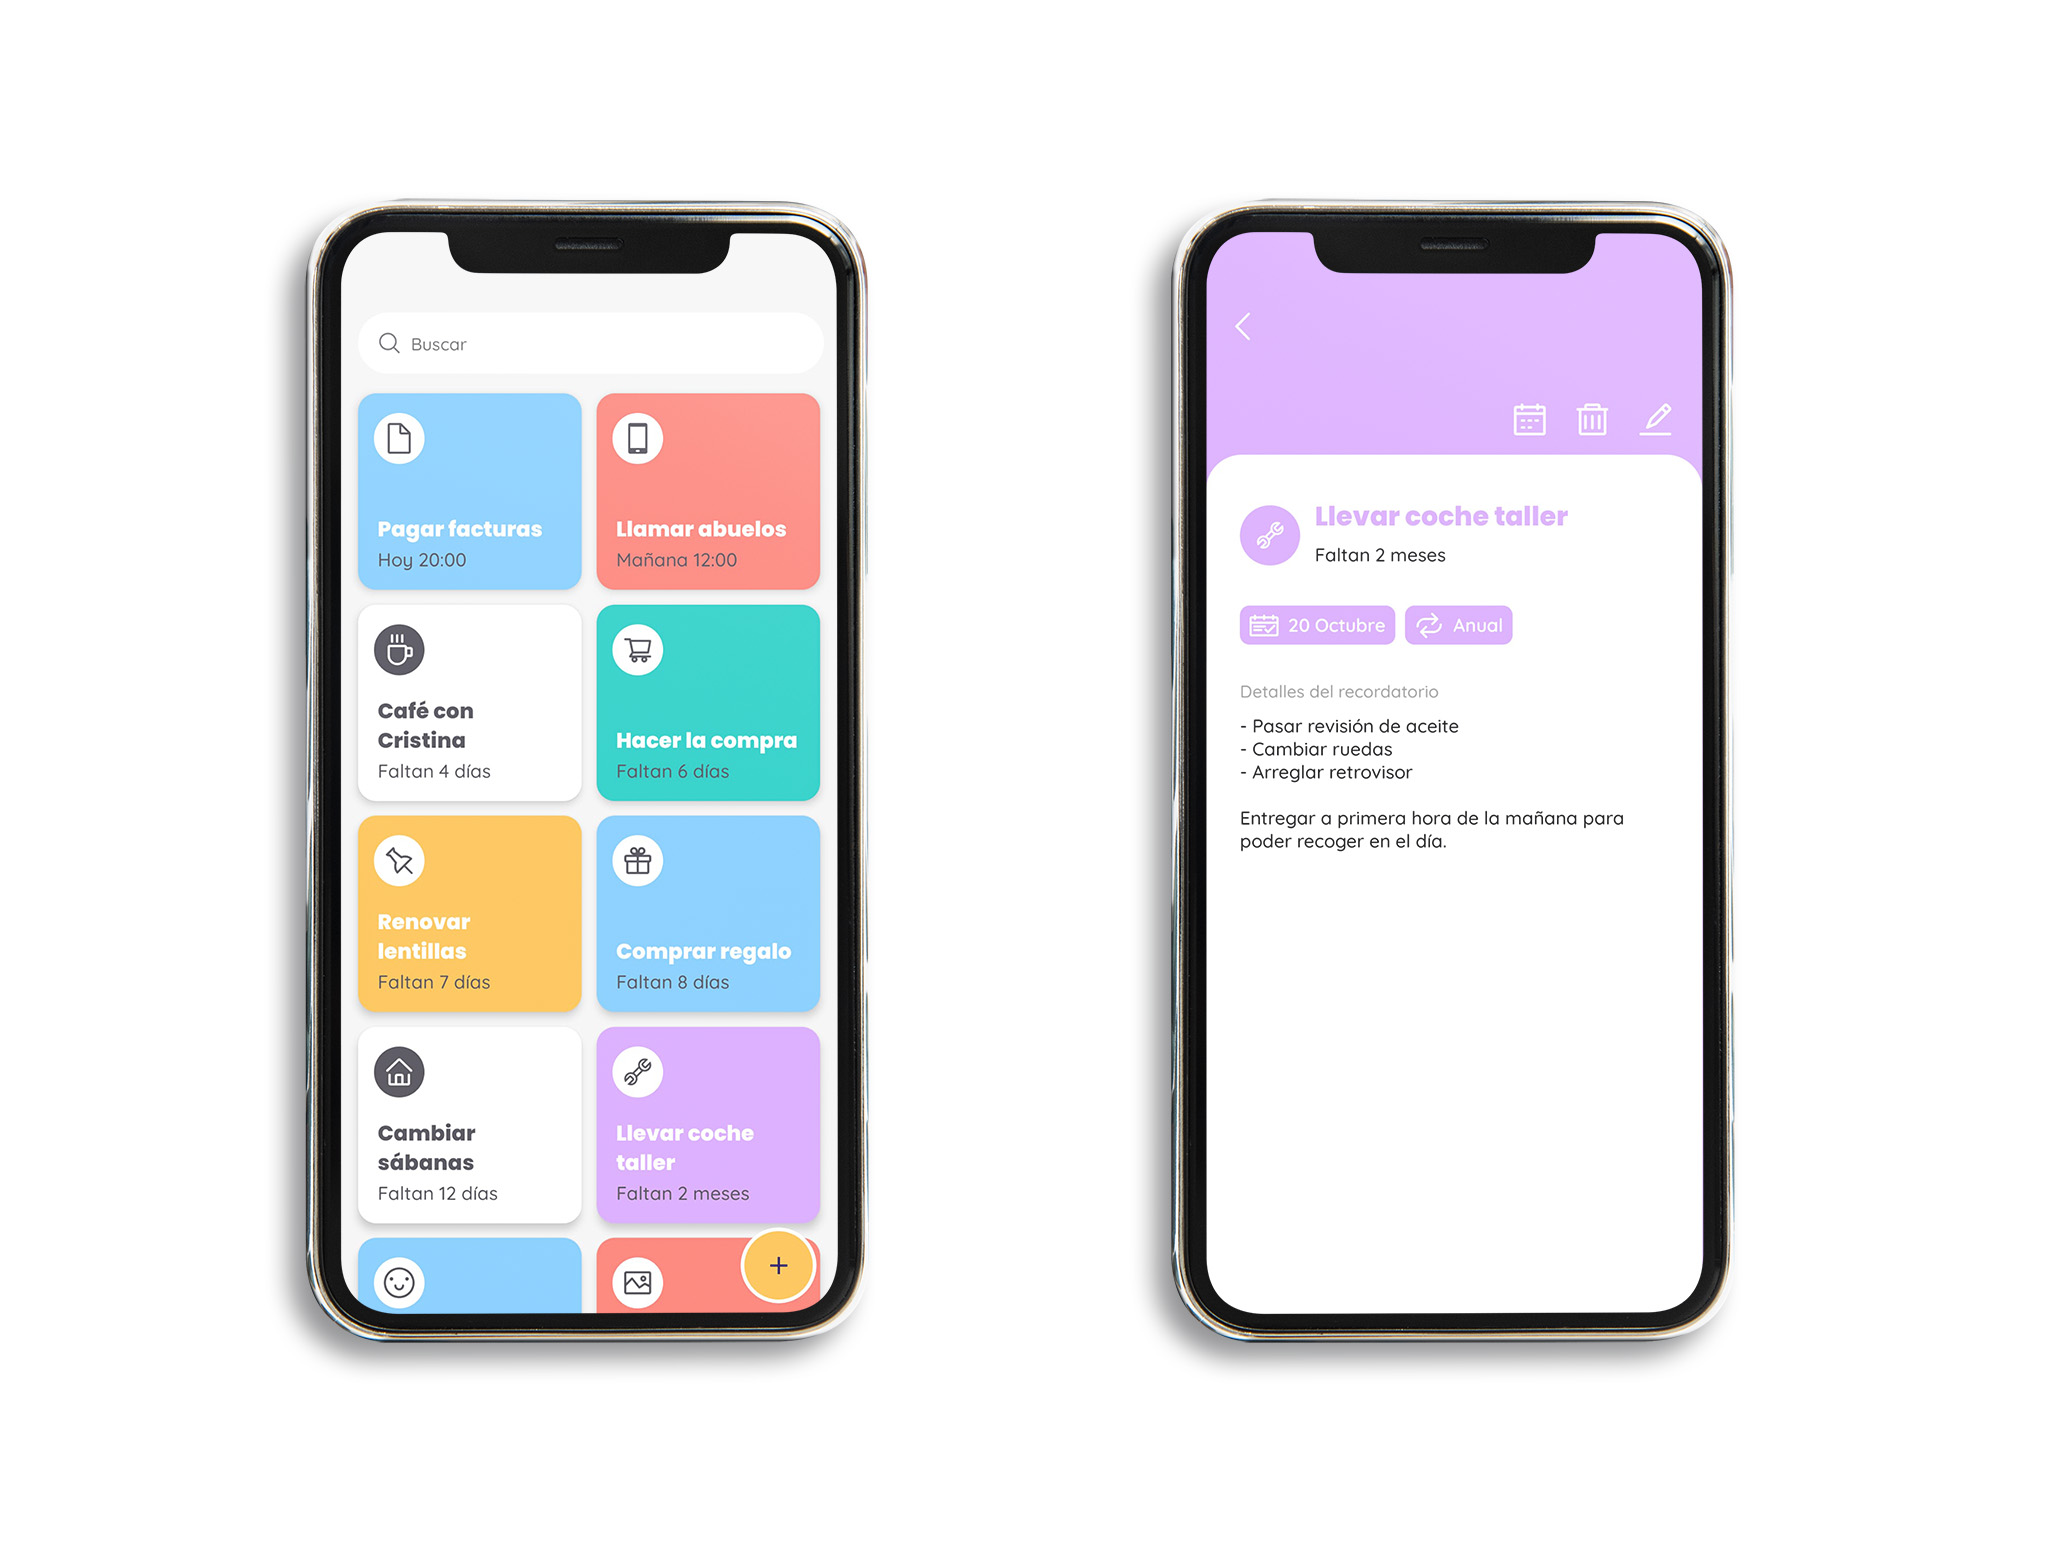 Buscar
Pagar facturas
Hoy 20:00
Llamar abuelos
Mañana 12:00
Café con
Cristina
Faltan 4 días
Hacer la compra
Faltan 6 días
Renovar
lentillas
Faltan 7 días
Comprar regalo
Faltan 8 días
Cambiar
sábanas
Faltan 12 días
Llevar coche
taller
Faltan 2 meses
+
Llevar coche taller
Faltan 2 meses
20 Octubre
Anual
Detalles del recordatorio
- Pasar revisión de aceite
- Cambiar ruedas
- Arreglar retrovisor
Entregar a primera hora de la mañana para
poder recoger en el día.